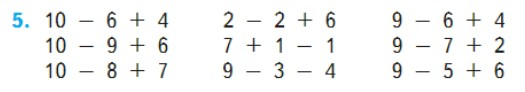 5. 10 – 6 + 4 2 – 2 + 6 9 – 6 + 4
10 – 9 + 6 7 + 1 – 1 9 – 7 + 2
10 – 8 + 7 9 – 3 – 4 9 – 5 + 6